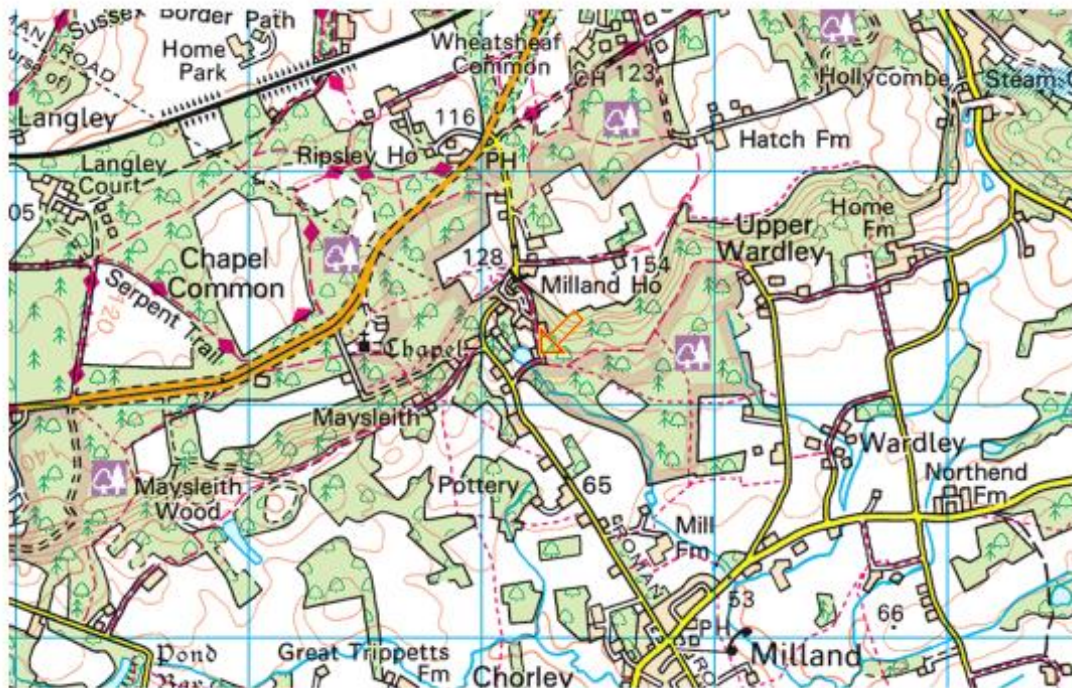 Sussex Border Path
Home
Park
Wheatsheaf
Common
CH
123
Hollycombe
Steam
ROAD
Langley
116
Hatch Fm
Langley
Court
Ripsley Ho
PH
05
Home
Fm
Upper
Wardley
Chapel
Common
128
154
Milland Ho
120
Serpent Trail
Chapel
Maysleith
Wardley
140
Northend
Fm
Maysleith
Wood
Pottery
65
Mill
Fm
ROMAN
53
66
PH
Pond
Great Trippetts
Fm
Chorley
Milland